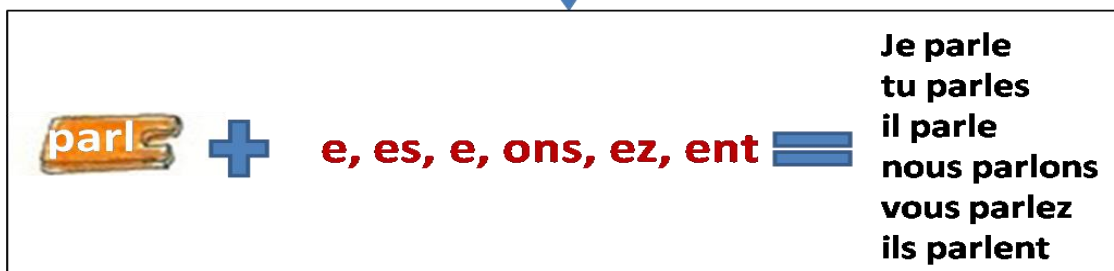 parl
e, es, e, ons, ez, ent
Je parle
tu parles
il parle
nous parlons
vous parlez
ils parlent